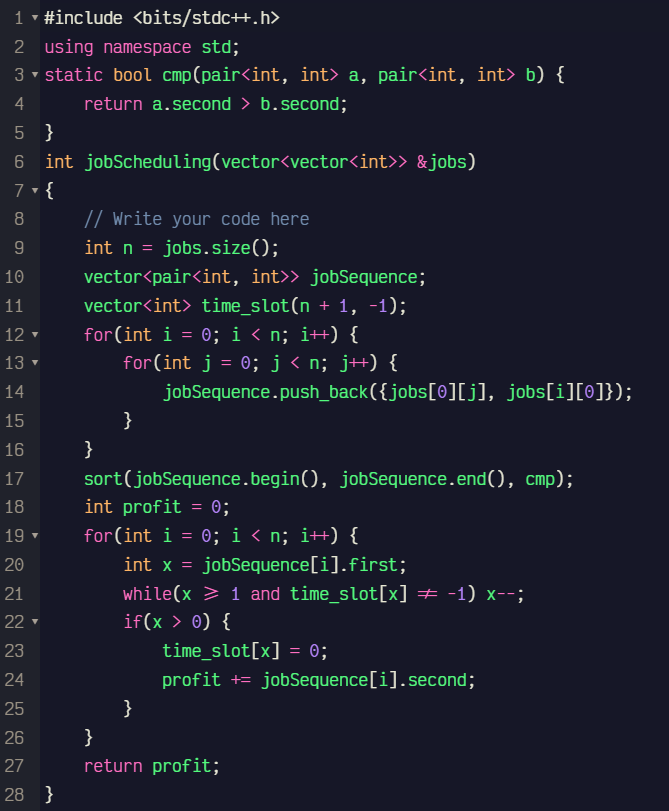 1 #include <bits/stdc++.h>
2 using namespace std;
3 static bool cmp(pair<int, int> a, pair<int, int> b) {
4     return a.second > b.second;
5 }
6 int jobScheduling(vector<vector<int>> &jobs)
7 {
8     // Write your code here
9     int n = jobs.size();
10     vector<pair<int, int>> jobSequence;
11     vector<int> time_slot(n + 1, -1);
12     for(int i = 0; i < n; i++) {
13         for(int j = 0; j < n; j++) {
14             jobSequence.push_back({jobs[0][j], jobs[i][0]});
15         }
16     }
17     sort(jobSequence.begin(), jobSequence.end(), cmp);
18     int profit = 0;
19     for(int i = 0; i < n; i++) {
20         int x = jobSequence[i].first;
21         while(x >= 1 and time_slot[x] != -1) x--;
22         if(x > 0) {
23             time_slot[x] = 0;
24             profit += jobSequence[i].second;
25         }
26     }
27     return profit;
28 }